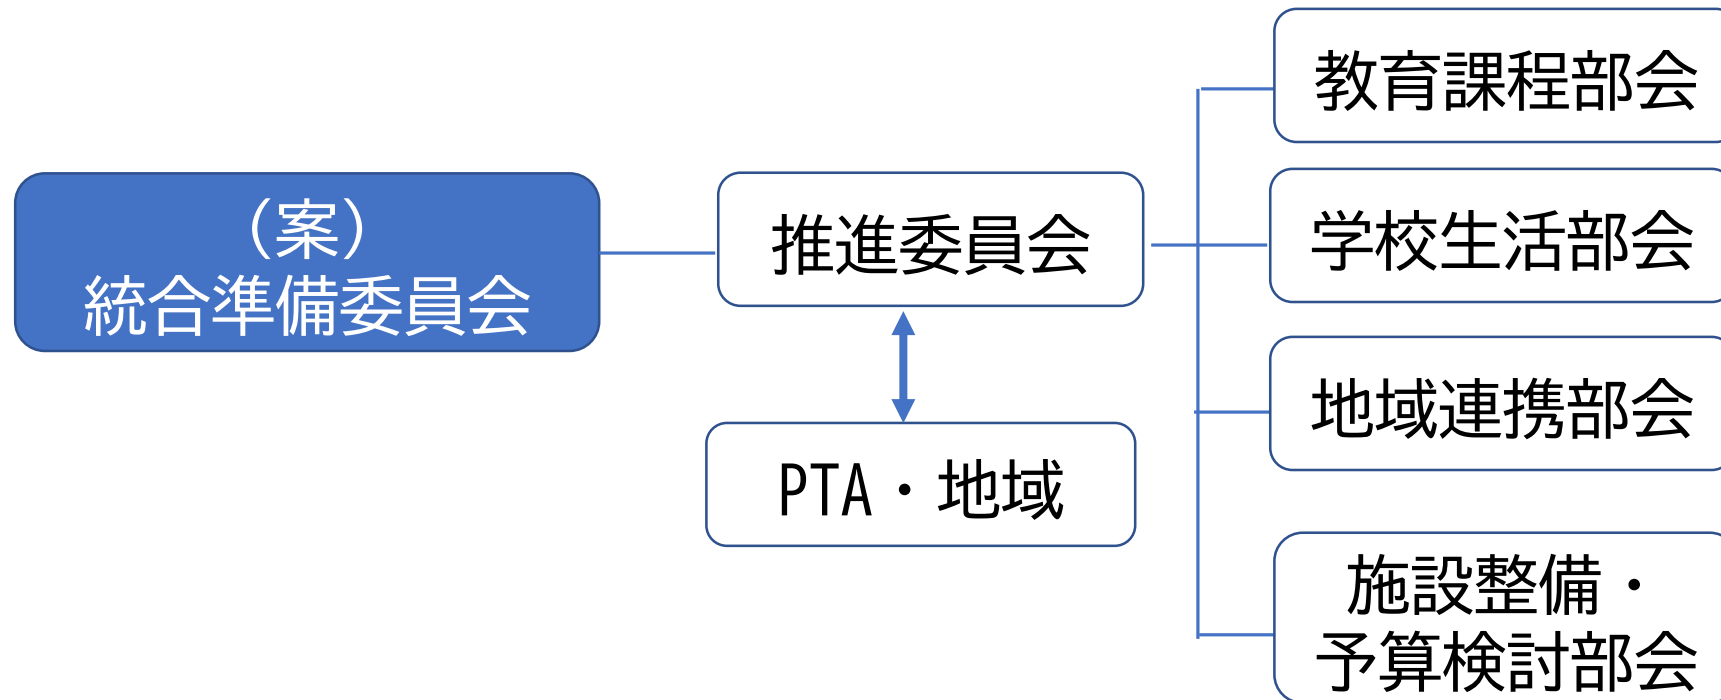 （案）
統合準備委員会
推進委員会
PTA・地域
教育課程部会
学校生活部会
地域連携部会
施設整備・
予算検討部会